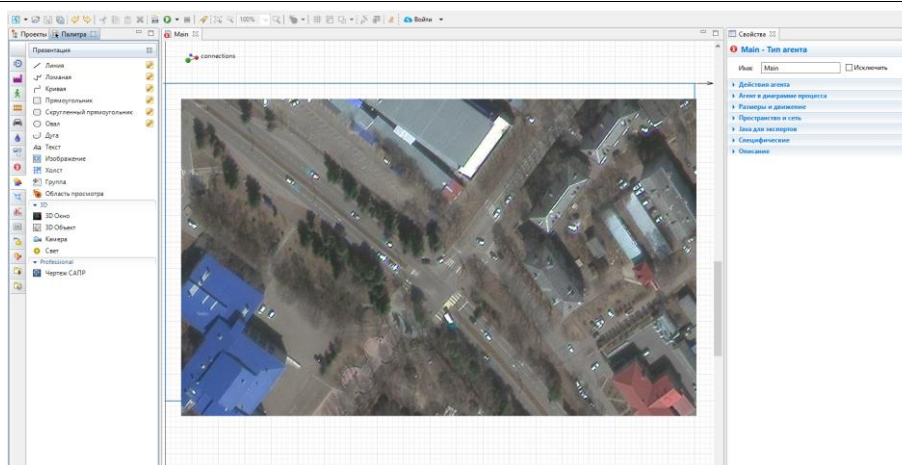 100%
Войти
Проекты
Палитра
Main
Свойства
Презентация
Линия
Ломаная
Кривая
Прямоугольник
Скругленный прямоугольник
Овал
Дуга
Aa Текст
Изображение
Холст
Группа
Область просмотра
3D
3D Окно
3D Объект
Камера
Свет
Professional
Чертеж САПР
connections
Main - Тип агента
Имя: Main Исключить
Действия агента
Агент в диаграмме процесса
Размеры и движение
Пространство и сеть
Java для экспертов
Специфические
Описание